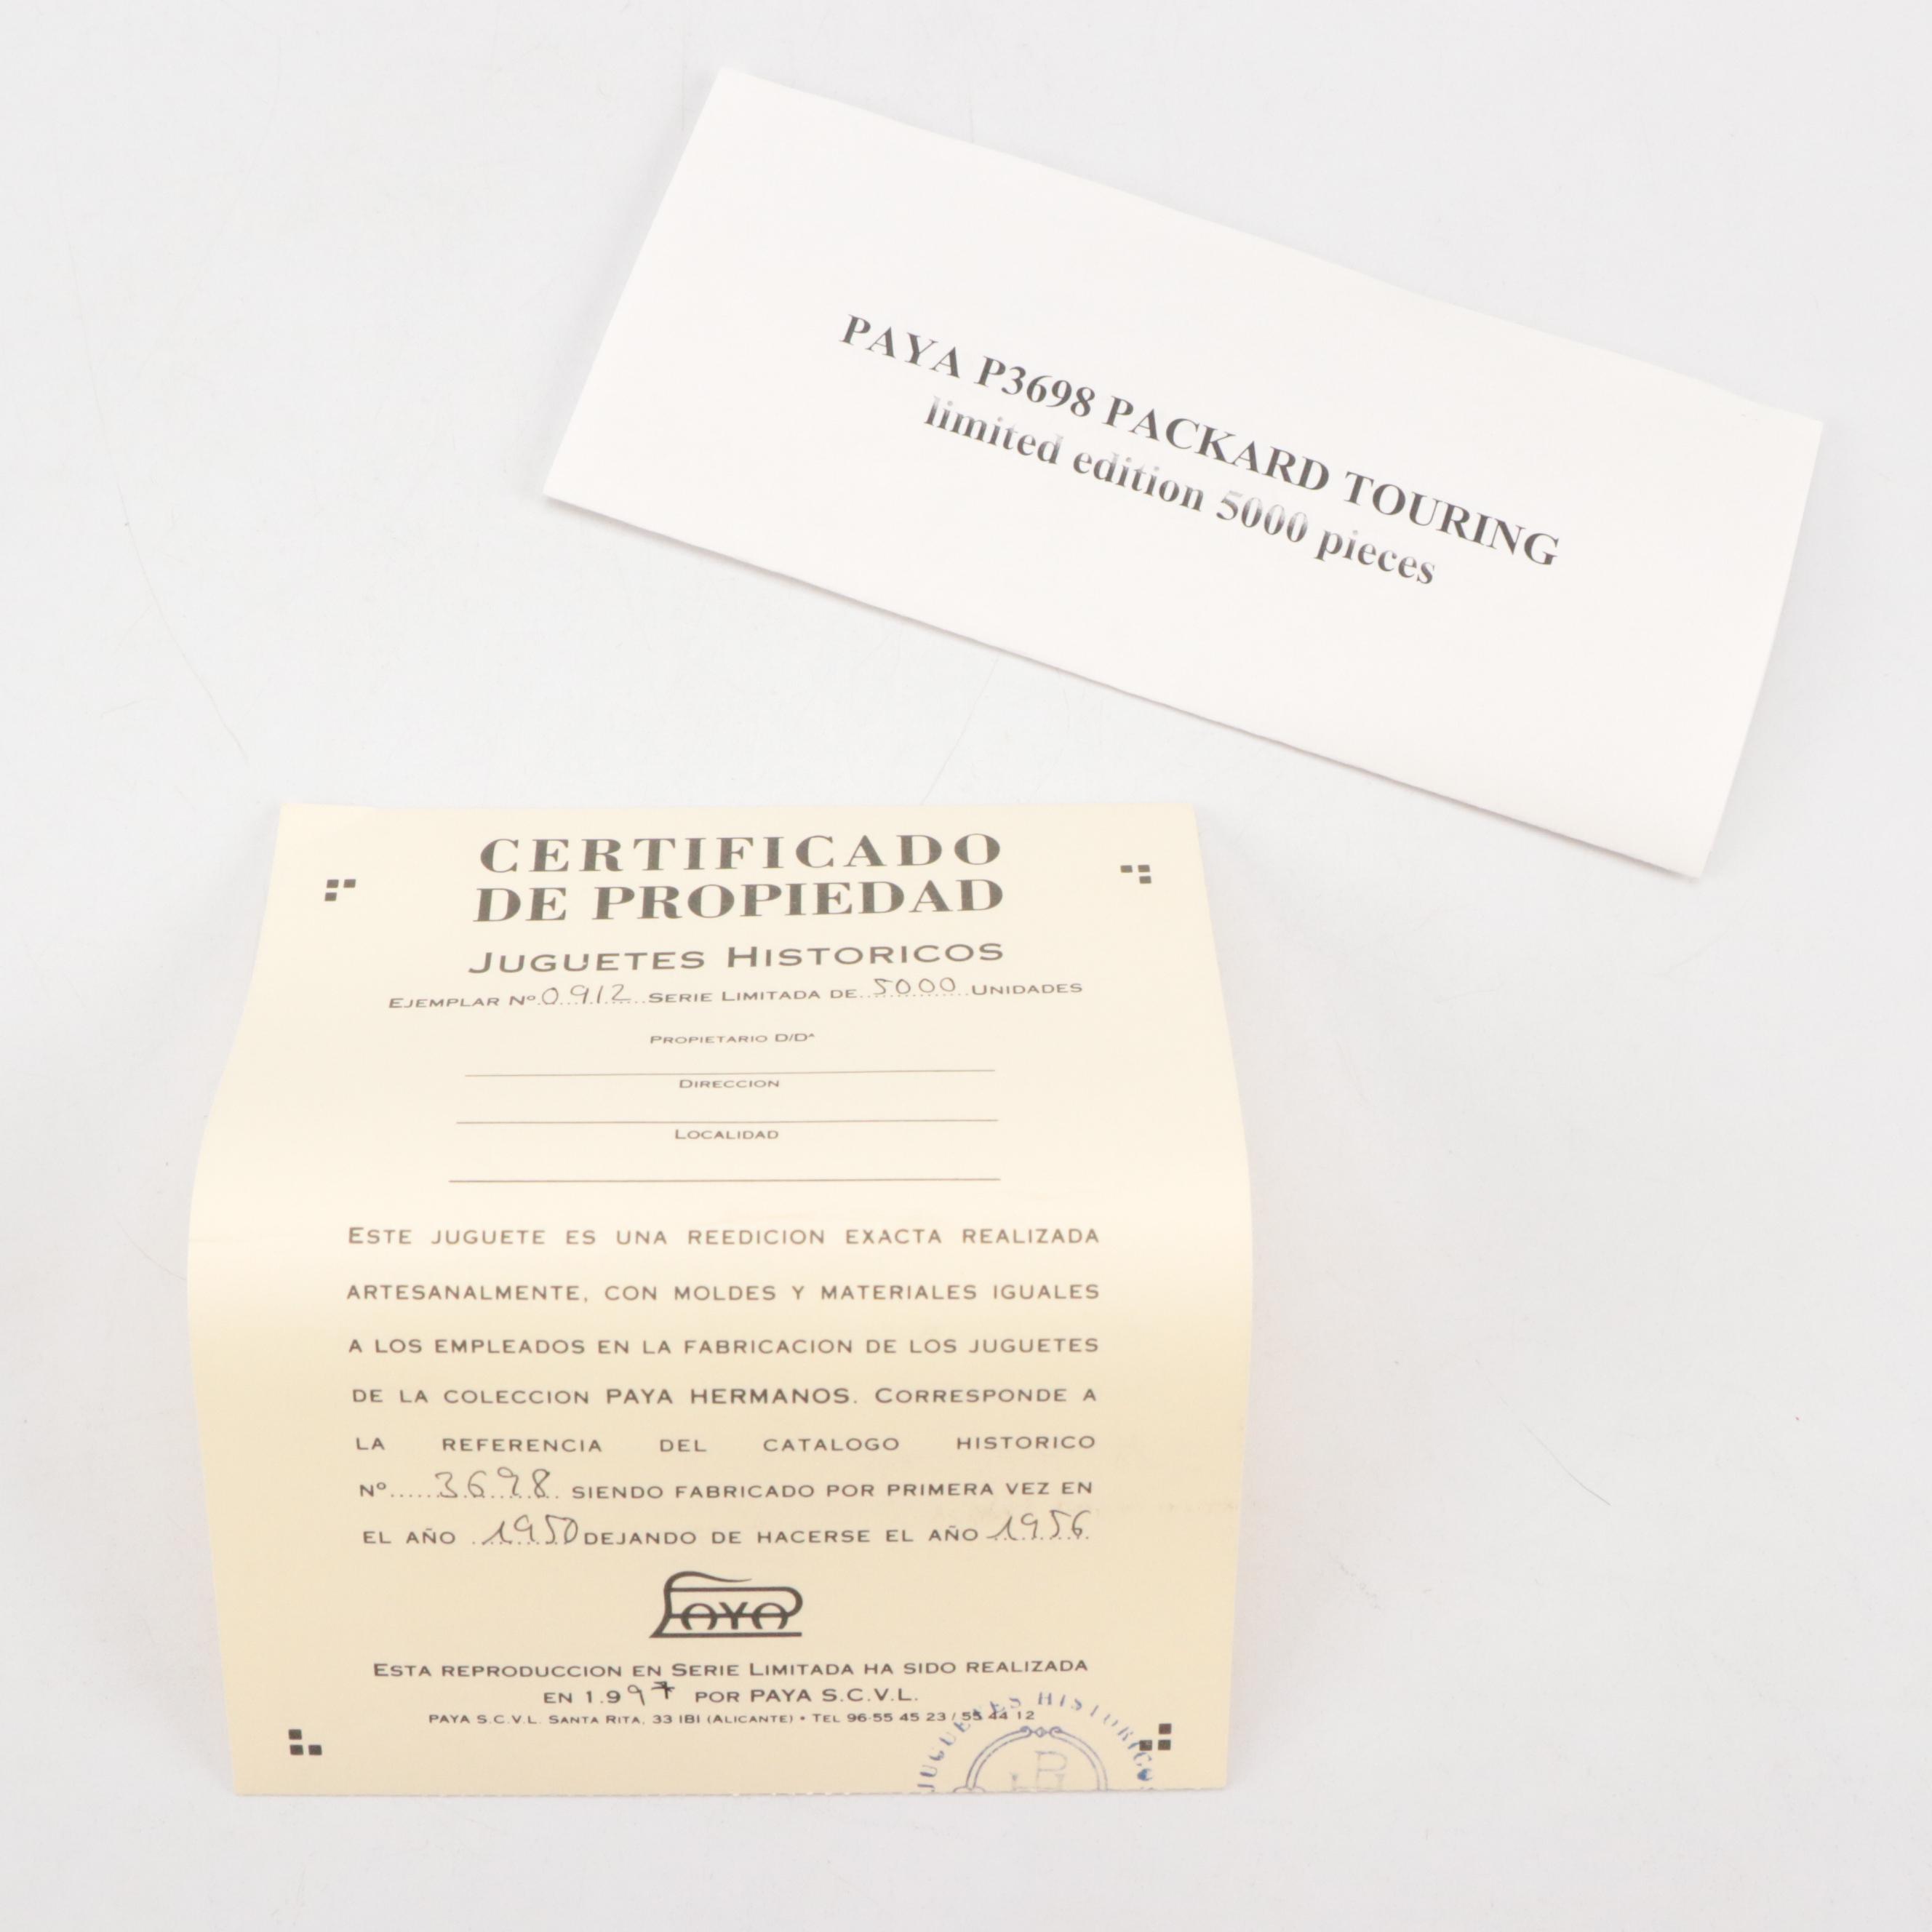 PAYA P3698 PACKARD TOURING
limited edition 5000 pieces
CERTIFICADO
DE PROPIEDAD
JUGUETES HISTORICOS
EJEMPLAR Nº 0912 SERIE LIMITADA DE 5000 UNIDADES
PROPIETARIO D/Dª
DIRECCION
LOCALIDAD
ESTE JUGUETE ES UNA REEDICION EXACTA REALIZADA
ARTESANALMENTE, CON MOLDES Y MATERIALES IGUALES
A LOS EMPLEADOS EN LA FABRICACION DE LOS JUGUETES
DE LA COLECCION PAYA HERMANOS. CORRESPONDE A
LA REFERENCIA DEL CATALOGO HISTORICO
Nº 3698 SIENDO FABRICADO POR PRIMERA VEZ EN
EL AÑO 1950 DEJANDO DE HACERSE EL AÑO 1956
PAYA
ESTA REPRODUCCION EN SERIE LIMITADA HA SIDO REALIZADA
EN 1.997 POR PAYA S.C.V.L.
PAYA S.C.V.L. SANTA RITA, 33 IBI (ALICANTE) • TEL 96-55 45 23 / 55 44 12
JUGUETES HISTORICOS